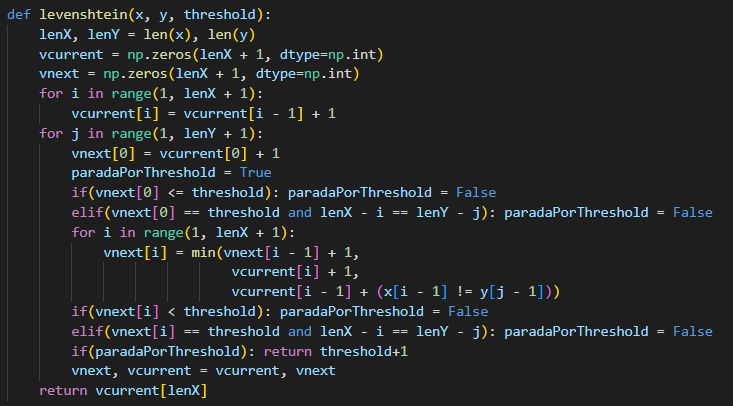 def levenshtein(x, y, threshold):
    lenX, lenY = len(x), len(y)
    vcurrent = np.zeros(lenX + 1, dtype=np.int)
    vnext = np.zeros(lenX + 1, dtype=np.int)
    for i in range(1, lenX + 1):
        vcurrent[i] = vcurrent[i - 1] + 1
    for j in range(1, lenY + 1):
        vnext[0] = vcurrent[0] + 1
        paradaPorThreshold = True
        if(vnext[0] <= threshold): paradaPorThreshold = False
        elif(vnext[0] == threshold and lenX - i == lenY - j): paradaPorThreshold = False
        for i in range(1, lenX + 1):
            vnext[i] = min(vnext[i - 1] + 1,
                            vcurrent[i] + 1,
                            vcurrent[i - 1] + (x[i - 1] != y[j - 1]))
        if(vnext[i] < threshold): paradaPorThreshold = False
        elif(vnext[i] == threshold and lenX - i == lenY - j): paradaPorThreshold = False
        if(paradaPorThreshold): return threshold+1
        vnext, vcurrent = vcurrent, vnext
    return vcurrent[lenX]